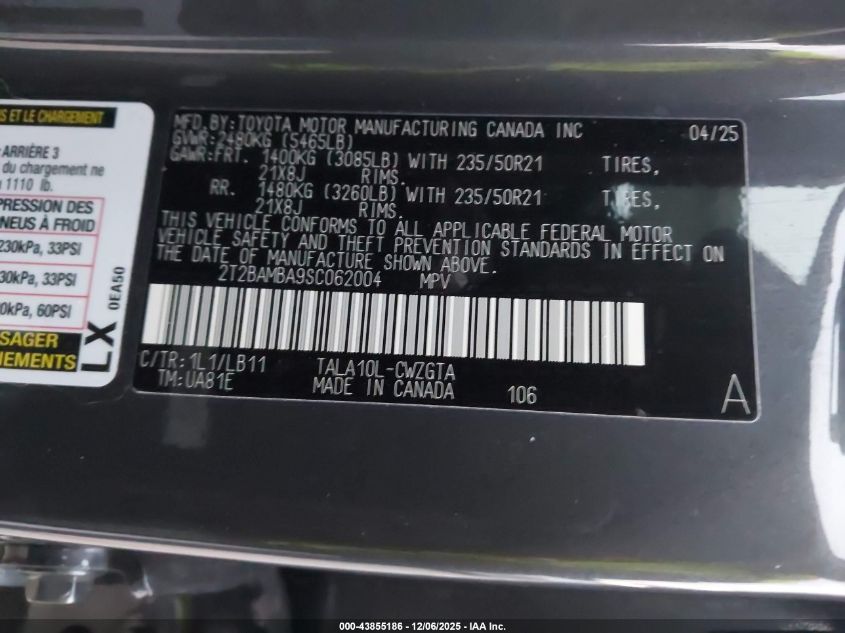 S ET LE CHARGEMENT
ARRIÈRE 3
du chargement ne
1110 lb.
PRESSION DES
PNEUS À FROID
230kPa, 33PSI
30kPa, 33PSI
0kPa, 60PSI
SAGER
NEMENTS
LX
0EA50
MFD.BY:TOYOTA MOTOR MANUFACTURING CANADA INC 04/25
GVWR:2480KG (5465LB)
GAWR:FRT. 1400KG (3085LB) WITH 235/50R21 TIRES,
21X8J RIMS.
RR. 1480KG (3260LB) WITH 235/50R21 TIRES,
21X8J RIMS.
THIS VEHICLE CONFORMS TO ALL APPLICABLE FEDERAL MOTOR
VEHICLE SAFETY AND THEFT PREVENTION STANDARDS IN EFFECT ON
THE DATE OF MANUFACTURE SHOWN ABOVE.
2T2BAMBA9SC062004 MPV
C/TR:1L1/LB11 TALA10L-CWZGTA
TM:UA81E MADE IN CANADA 106
A
000-43855186 - 12/06/2025 - IAA Inc.